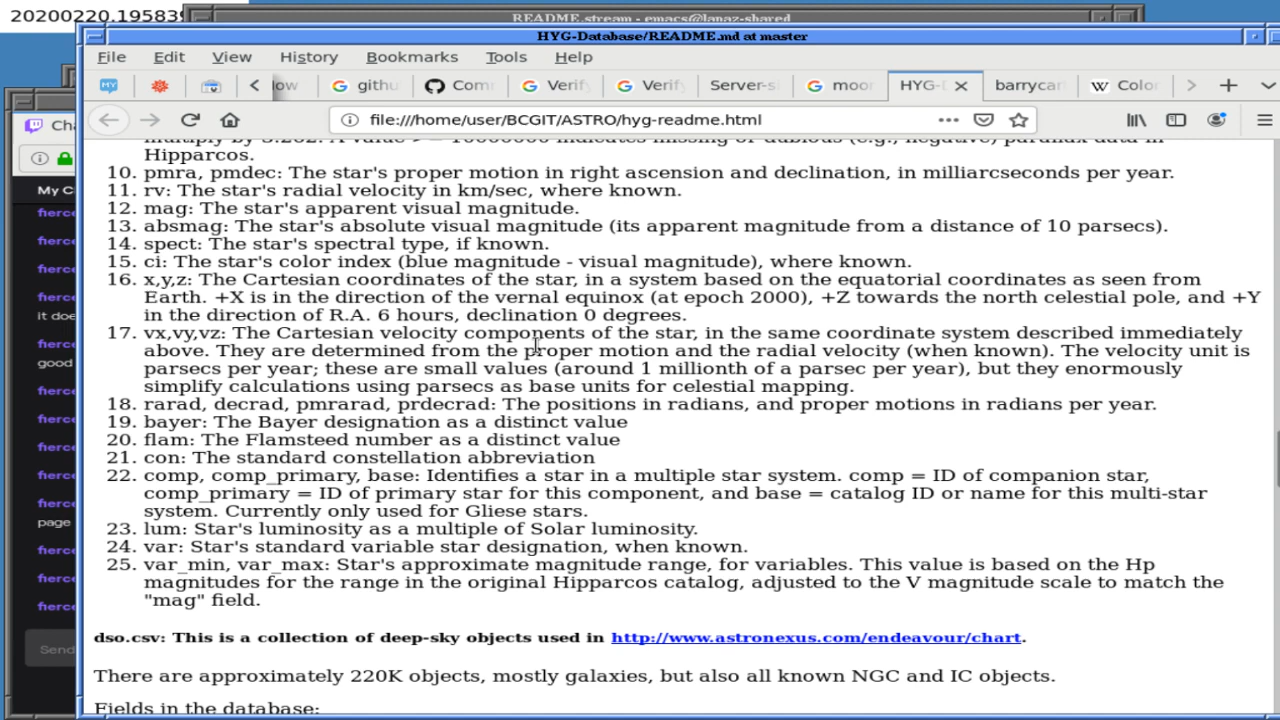 20200220.195839
README.stream - emacs@lapaz-shared
HYG-Database/README.md at master
File Edit View History Bookmarks Tools Help
low githu Com Verify Verify Server-s moor HYG-D barrycar Color
file:///home/user/BCGIT/ASTRO/hyg-readme.html
Cha
My C
fierce
fierce
fierce
fierce
it doe
fierce
good
fierce
fierce
fierce
fierce
fierce
page
fierce
fierce
fierce
Send
Hipparcos.
10. pmra, pmdec: The star's proper motion in right ascension and declination, in milliarcseconds per year.
11. rv: The star's radial velocity in km/sec, where known.
12. mag: The star's apparent visual magnitude.
13. absmag: The star's absolute visual magnitude (its apparent magnitude from a distance of 10 parsecs).
14. spect: The star's spectral type, if known.
15. ci: The star's color index (blue magnitude - visual magnitude), where known.
16. x,y,z: The Cartesian coordinates of the star, in a system based on the equatorial coordinates as seen from
Earth. +X is in the direction of the vernal equinox (at epoch 2000), +Z towards the north celestial pole, and +Y
in the direction of R.A. 6 hours, declination 0 degrees.
17. vx,vy,vz: The Cartesian velocity components of the star, in the same coordinate system described immediately
above. They are determined from the proper motion and the radial velocity (when known). The velocity unit is
parsecs per year; these are small values (around 1 millionth of a parsec per year), but they enormously
simplify calculations using parsecs as base units for celestial mapping.
18. rarad, decrad, pmrarad, prdecrad: The positions in radians, and proper motions in radians per year.
19. bayer: The Bayer designation as a distinct value
20. flam: The Flamsteed number as a distinct value
21. con: The standard constellation abbreviation
22. comp, comp_primary, base: Identifies a star in a multiple star system. comp = ID of companion star,
comp_primary = ID of primary star for this component, and base = catalog ID or name for this multi-star
system. Currently only used for Gliese stars.
23. lum: Star's luminosity as a multiple of Solar luminosity.
24. var: Star's standard variable star designation, when known.
25. var_min, var_max: Star's approximate magnitude range, for variables. This value is based on the Hp
magnitudes for the range in the original Hipparcos catalog, adjusted to the V magnitude scale to match the
"mag" field.
dso.csv: This is a collection of deep-sky objects used in http://www.astronexus.com/endeavour/chart.
There are approximately 220K objects, mostly galaxies, but also all known NGC and IC objects.
Fields in the database: